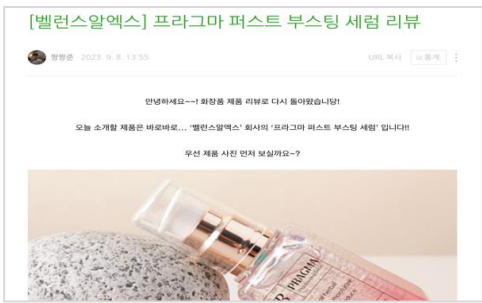 [벨런스알엑스] 프라그마 퍼스트 부스팅 세럼 리뷰
짱짱준 2023. 9. 8. 13:55
URL 복사 통계
안녕하세요~~! 화장품 제품 리뷰로 다시 돌아왔습니당!
오늘 소개할 제품은 바로바로... ‘벨런스알엑스’ 회사의 ‘프라그마 퍼스트 부스팅 세럼’ 입니다!!
우선 제품 사진 먼저 보실까요~?
PRAGMA